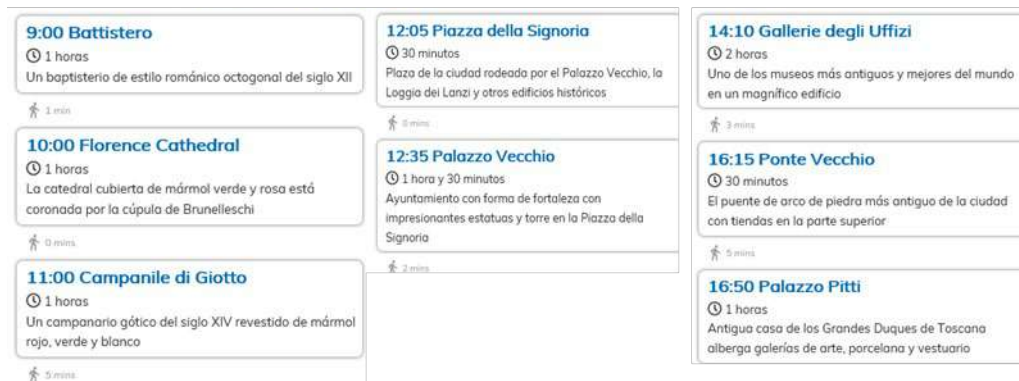 9:00 Battistero
1 horas
Un baptisterio de estilo románico octogonal del siglo XII
1 min
10:00 Florence Cathedral
1 horas
La catedral cubierta de mármol verde y rosa está
coronada por la cúpula de Brunelleschi
0 mins
11:00 Campanile di Giotto
1 horas
Un campanario gótico del siglo XIV revestido de mármol
rojo, verde y blanco
5 mins
12:05 Piazza della Signoria
30 minutos
Plaza de la ciudad rodeada por el Palazzo Vecchio, la
Loggia dei Lanzi y otros edificios históricos
0 mins
12:35 Palazzo Vecchio
1 hora y 30 minutos
Ayuntamiento con forma de fortaleza con
impresionantes estatuas y torre en la Piazza della
Signoria
2 mins
14:10 Gallerie degli Uffizi
2 horas
Uno de los museos más antiguos y mejores del mundo
en un magnífico edificio
3 mins
16:15 Ponte Vecchio
30 minutos
El puente de arco de piedra más antiguo de la ciudad
con tiendas en la parte superior
5 mins
16:50 Palazzo Pitti
1 horas
Antigua casa de los Grandes Duques de Toscana
alberga galerías de arte, porcelana y vestuario